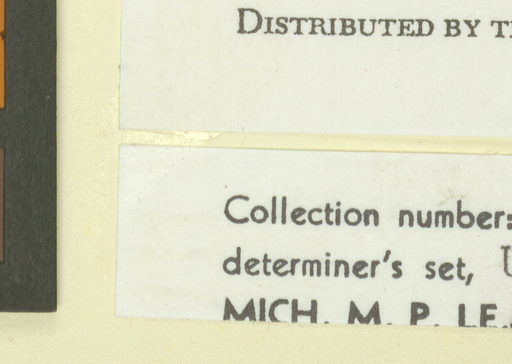 DISTRIBUTED BY
Collection number:
determiner's set,
MICH. M. P. LE.